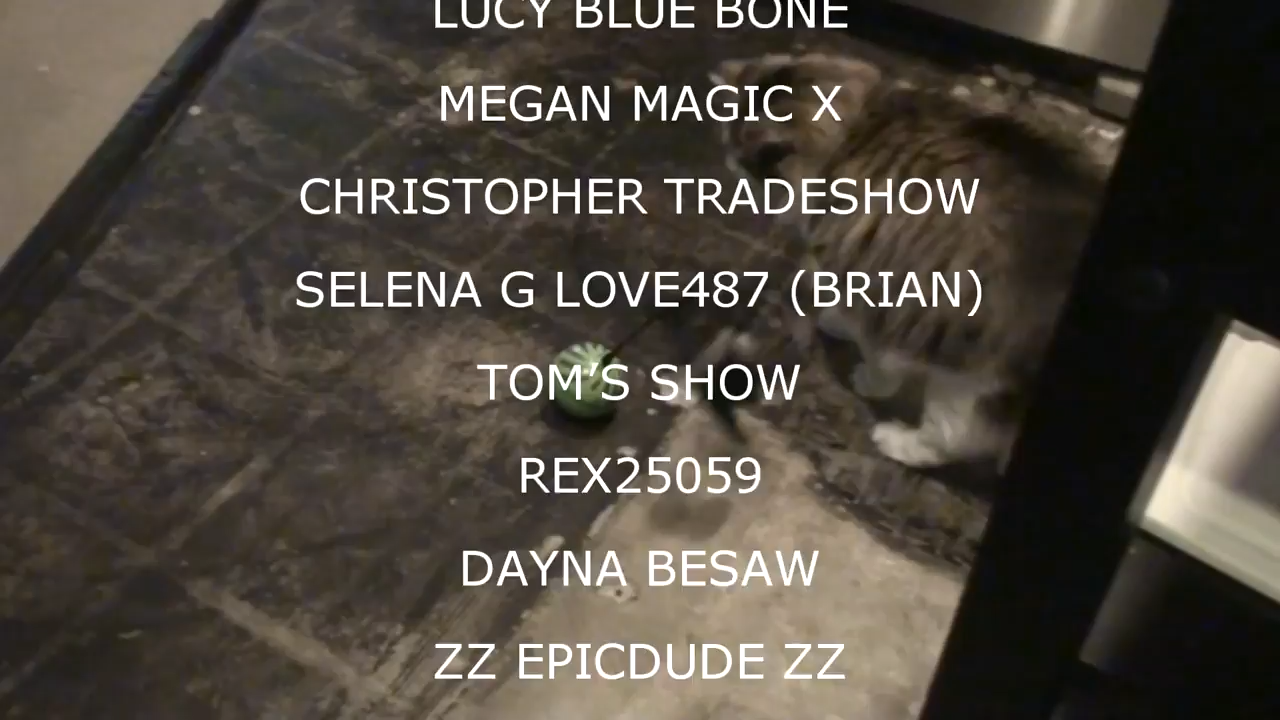 LUCY BLUE BONE
MEGAN MAGIC X
CHRISTOPHER TRADESHOW
SELENA G LOVE487 (BRIAN)
TOM'S SHOW
REX25059
DAYNA BESAW
ZZ EPICDUDE ZZ